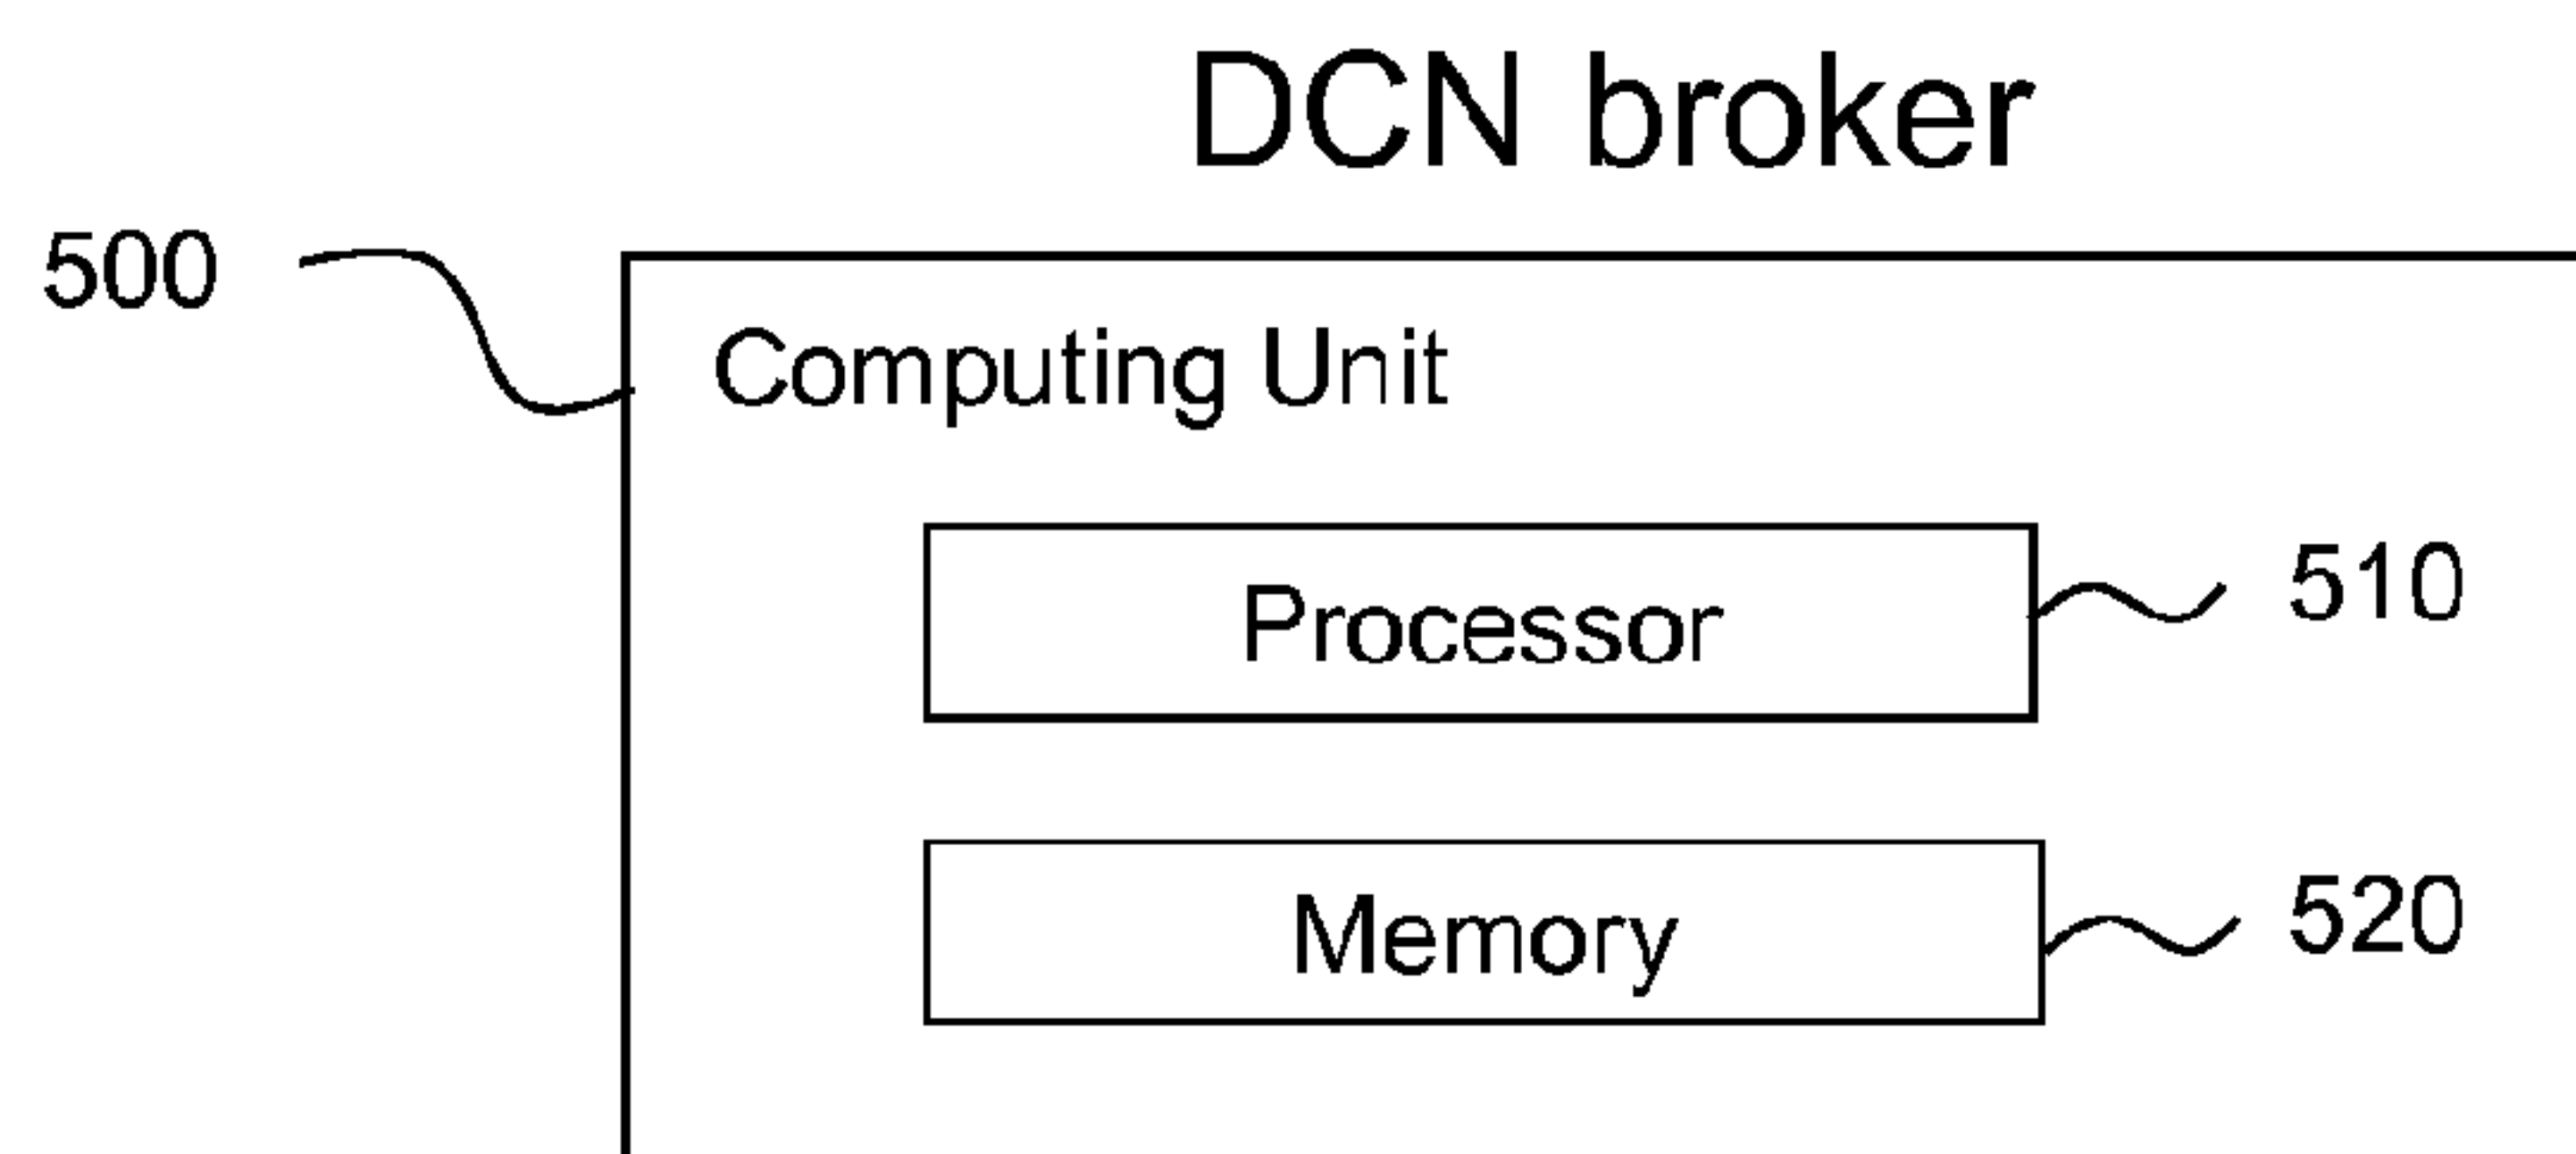 DCN broker
500
Computing Unit
Processor
510
Memory
520